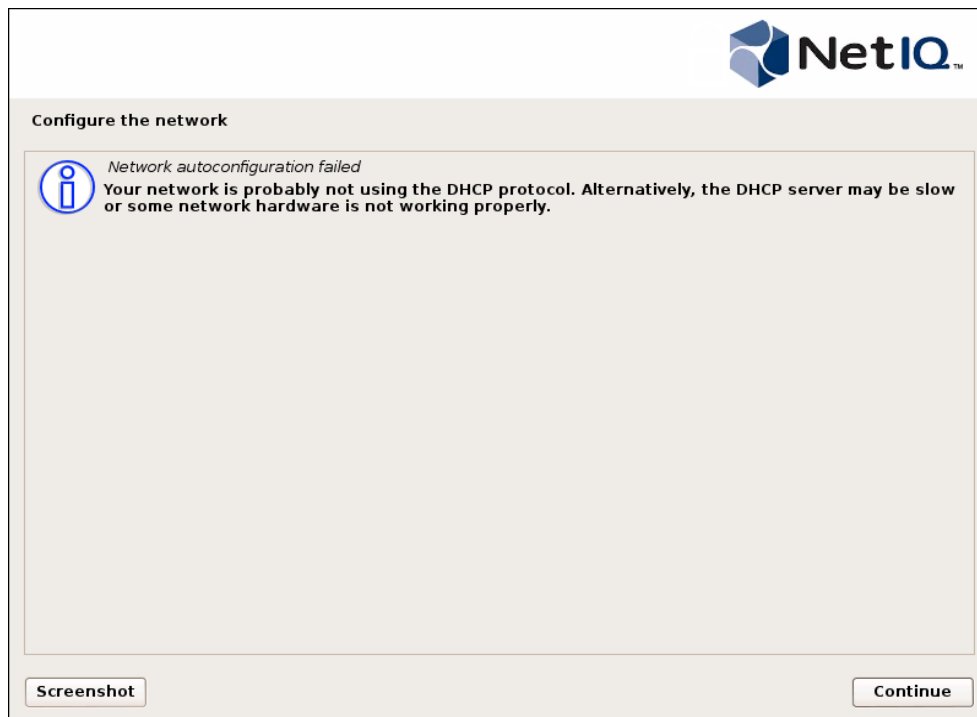 NetIQ™
Configure the network
Network autoconfiguration failed
Your network is probably not using the DHCP protocol. Alternatively, the DHCP server may be slow
or some network hardware is not working properly.
Screenshot
Continue